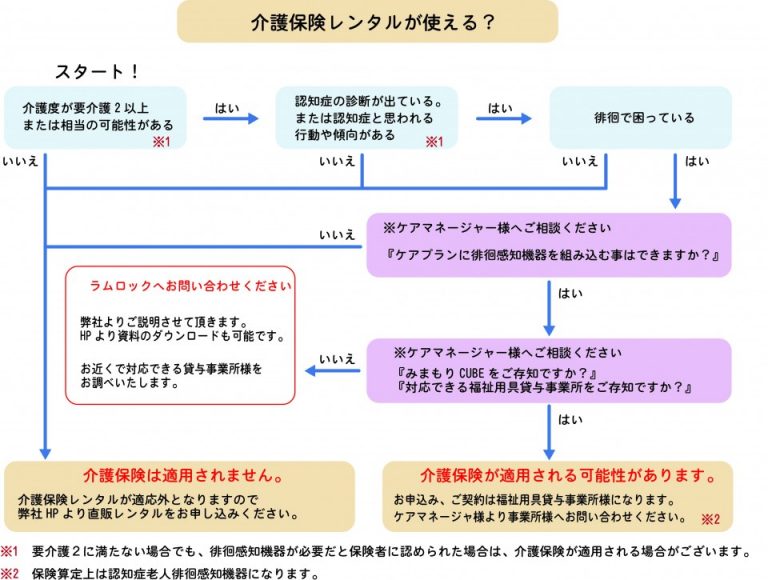 介護保険レンタルが使える？
スタート！
介護度が要介護２以上
または相当の可能性がある
※1
はい
認知症の診断が出ている。
または認知症と思われる
行動や傾向がある
※1
はい
徘徊で困っている
いいえ
いいえ
いいえ
はい
※ケアマネージャー様へご相談ください
『ケアプランに徘徊感知機器を組み込む事はできますか？』
いいえ
はい
ラムロックへお問い合わせください
弊社よりご説明させて頂きます。
HPより資料のダウンロードも可能です。
お近くで対応できる貸与事業所様を
お調べいたします。
いいえ
※ケアマネージャー様へご相談ください
『みまもりCUBEをご存知ですか？』
『対応できる福祉用具貸与事業所をご存知ですか？』
はい
介護保険は適用されません。
介護保険レンタルが適応外となりますので
弊社HPより直販レンタルをお申し込みください。
介護保険が適用される可能性があります。
お申込み、ご契約は福祉用具貸与事業所様になります。
ケアマネージャ様より事業所様へお問い合わせください。 ※2
※1 要介護２に満たない場合でも、徘徊感知機器が必要だと保険者に認められた場合は、介護保険が適用される場合がございます。
※2 保険算定上は認知症老人徘徊感知機器になります。